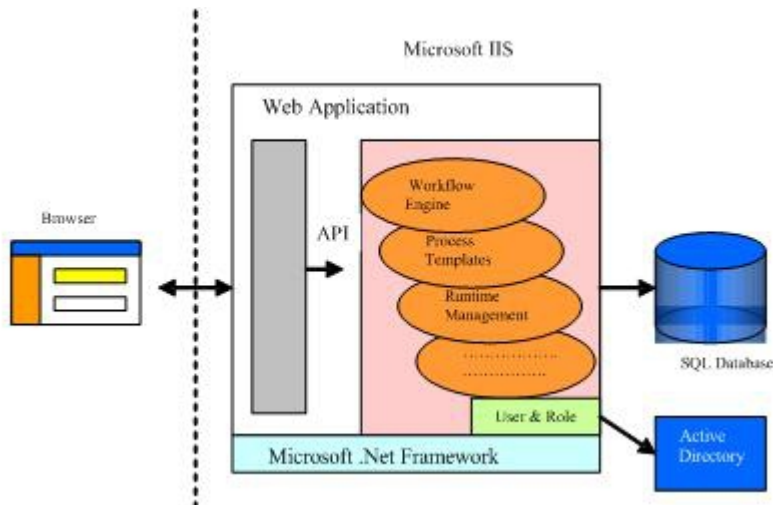 Microsoft IIS
Web Application
Browser
API
Workflow
Engine
Process
Templates
Runtime
Management
....................
..................
User & Role
Microsoft .Net Framework
SQL Database
Active
Directory